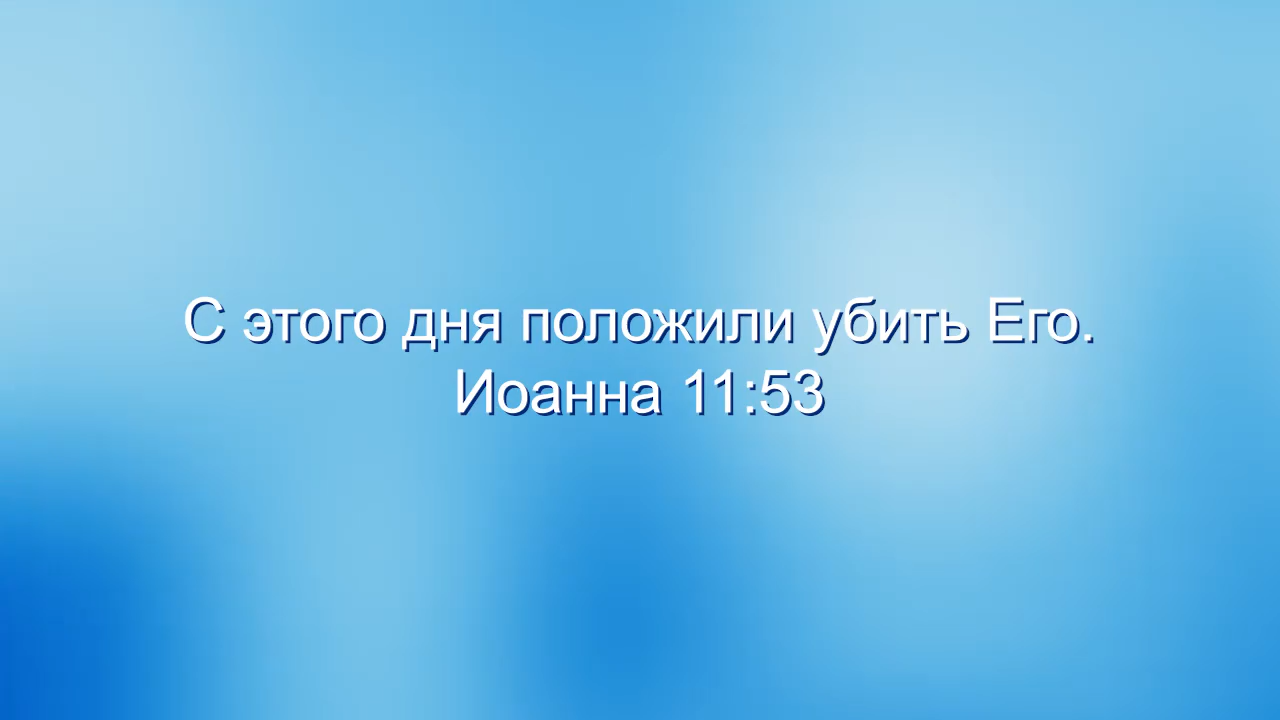 С этого дня положили убить Его.
Иоанна 11:53